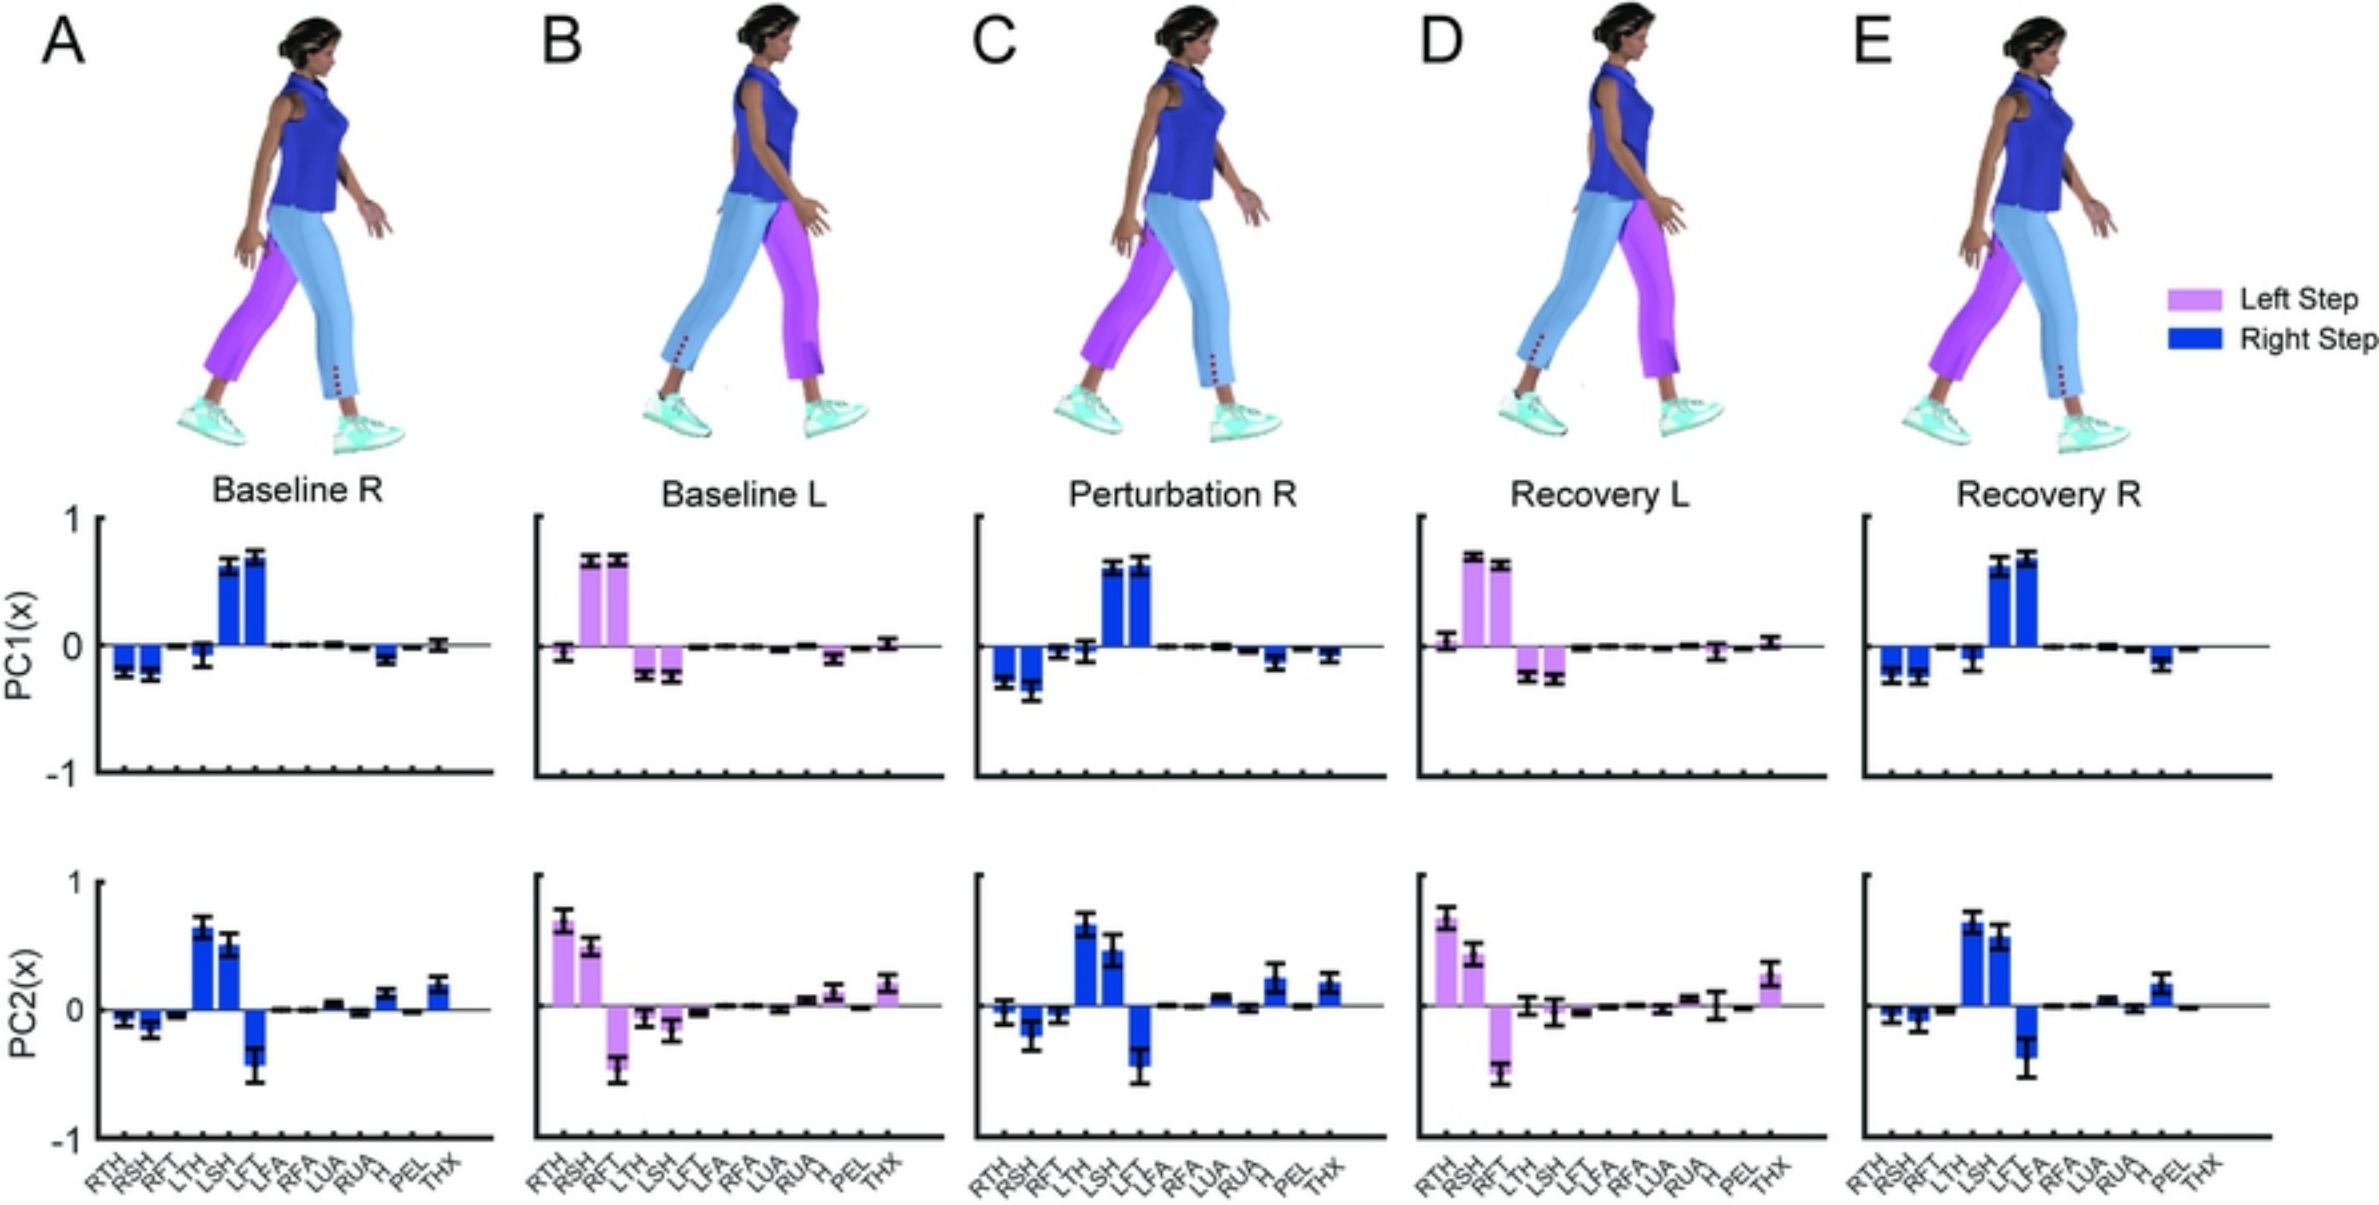 A B C D E
Left Step
Right Step
Baseline R Baseline L Perturbation R Recovery L Recovery R
PC1(x)
1
0
-1
PC2(x)
1
0
-1
RTH RSH RFT LTH LSH LFT LFA RFA LUA RUA H PEL THX
RTH RSH RFT LTH LSH LFT LFA RFA LUA RUA H PEL THX
RTH RSH RFT LTH LSH LFT LFA RFA LUA RUA H PEL THX
RTH RSH RFT LTH LSH LFT LFA RFA LUA RUA H PEL THX
RTH RSH RFT LTH LSH LFT LFA RFA LUA RUA H PEL THX